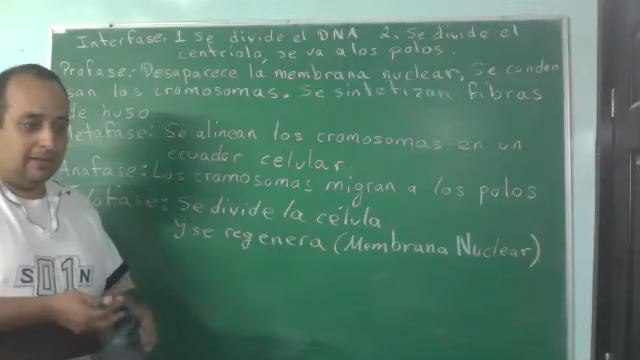 Interfase: 1 Se divide el DNA 2. Se divide el
centriolo, se va a los polos.
Profase: Desaparece la membrana nuclear. Se conden
san los cromosomas. Se sintetizan fibras
de huso
Metafase: Se alinean los cromosomas en un
ecuador celular.
Anafase: Los cromosomas migran a los polos
Se divide la célula
y se regenera (Membrana Nuclear)
S01N